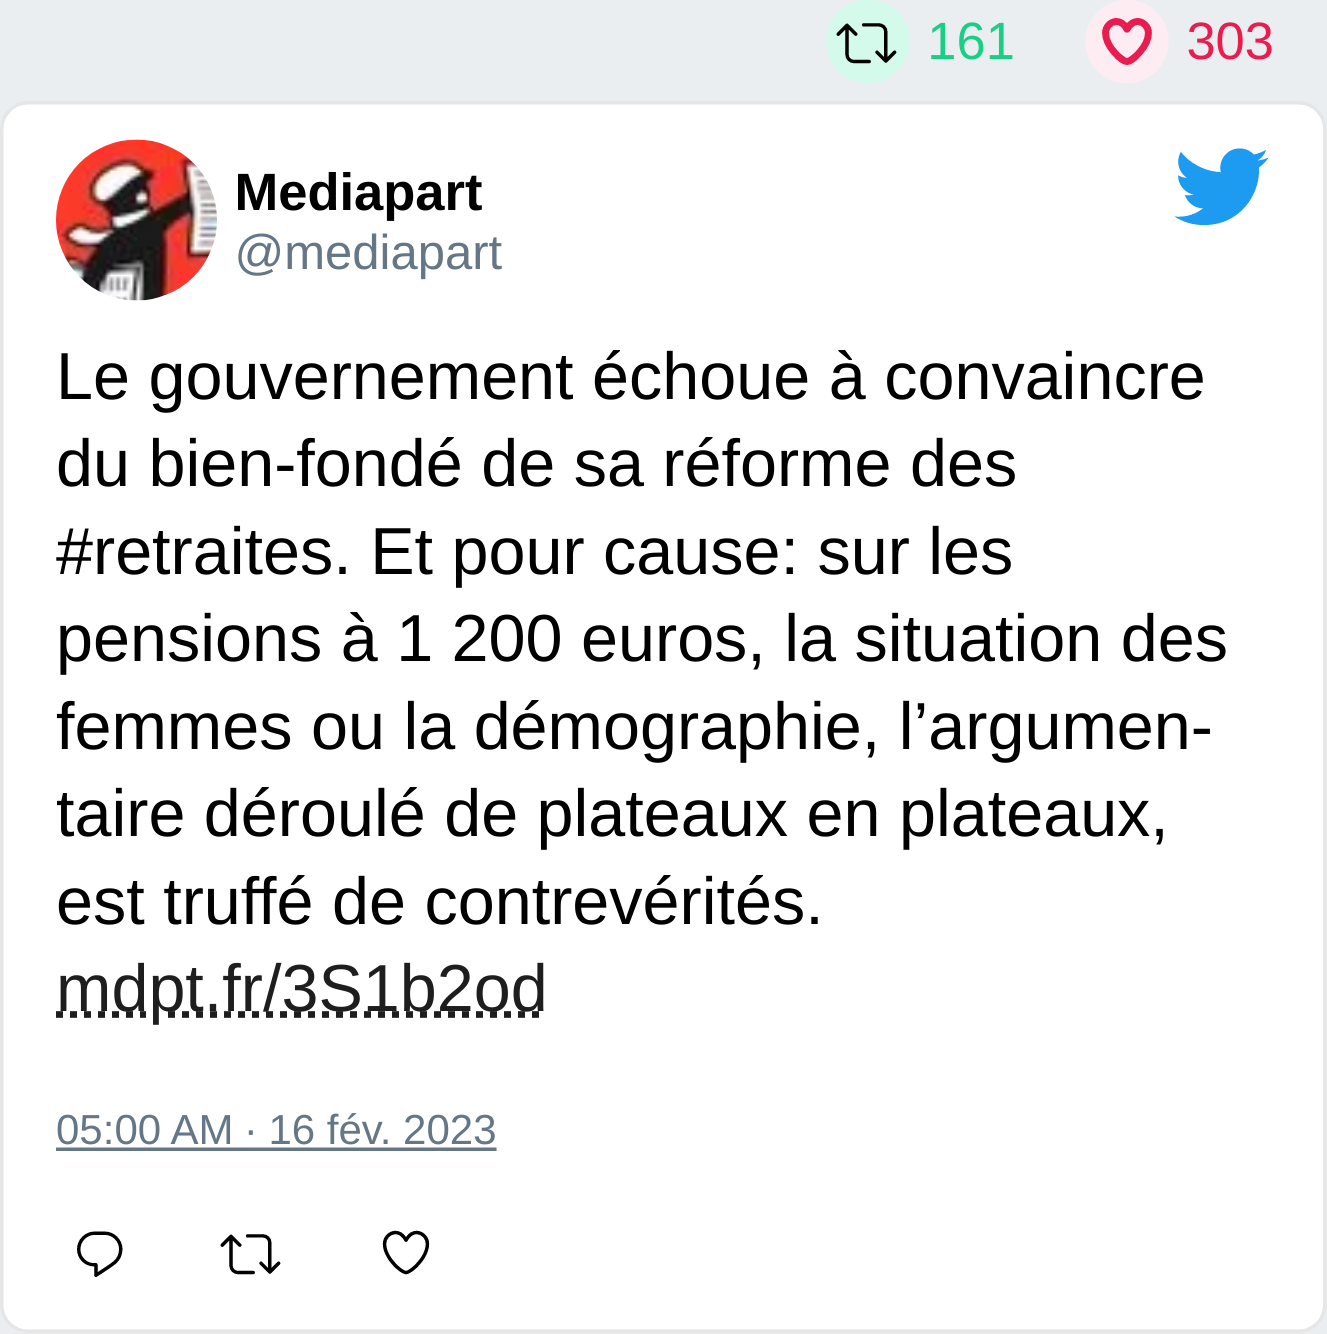 161 303
Mediapart
@mediapart
Le gouvernement échoue à convaincre
du bien-fondé de sa réforme des
#retraites. Et pour cause: sur les
pensions à 1 200 euros, la situation des
femmes ou la démographie, l’argumen-
taire déroulé de plateaux en plateaux,
est truffé de contrevérités.
mdpt.fr/3S1b2od
05:00 AM · 16 fév. 2023